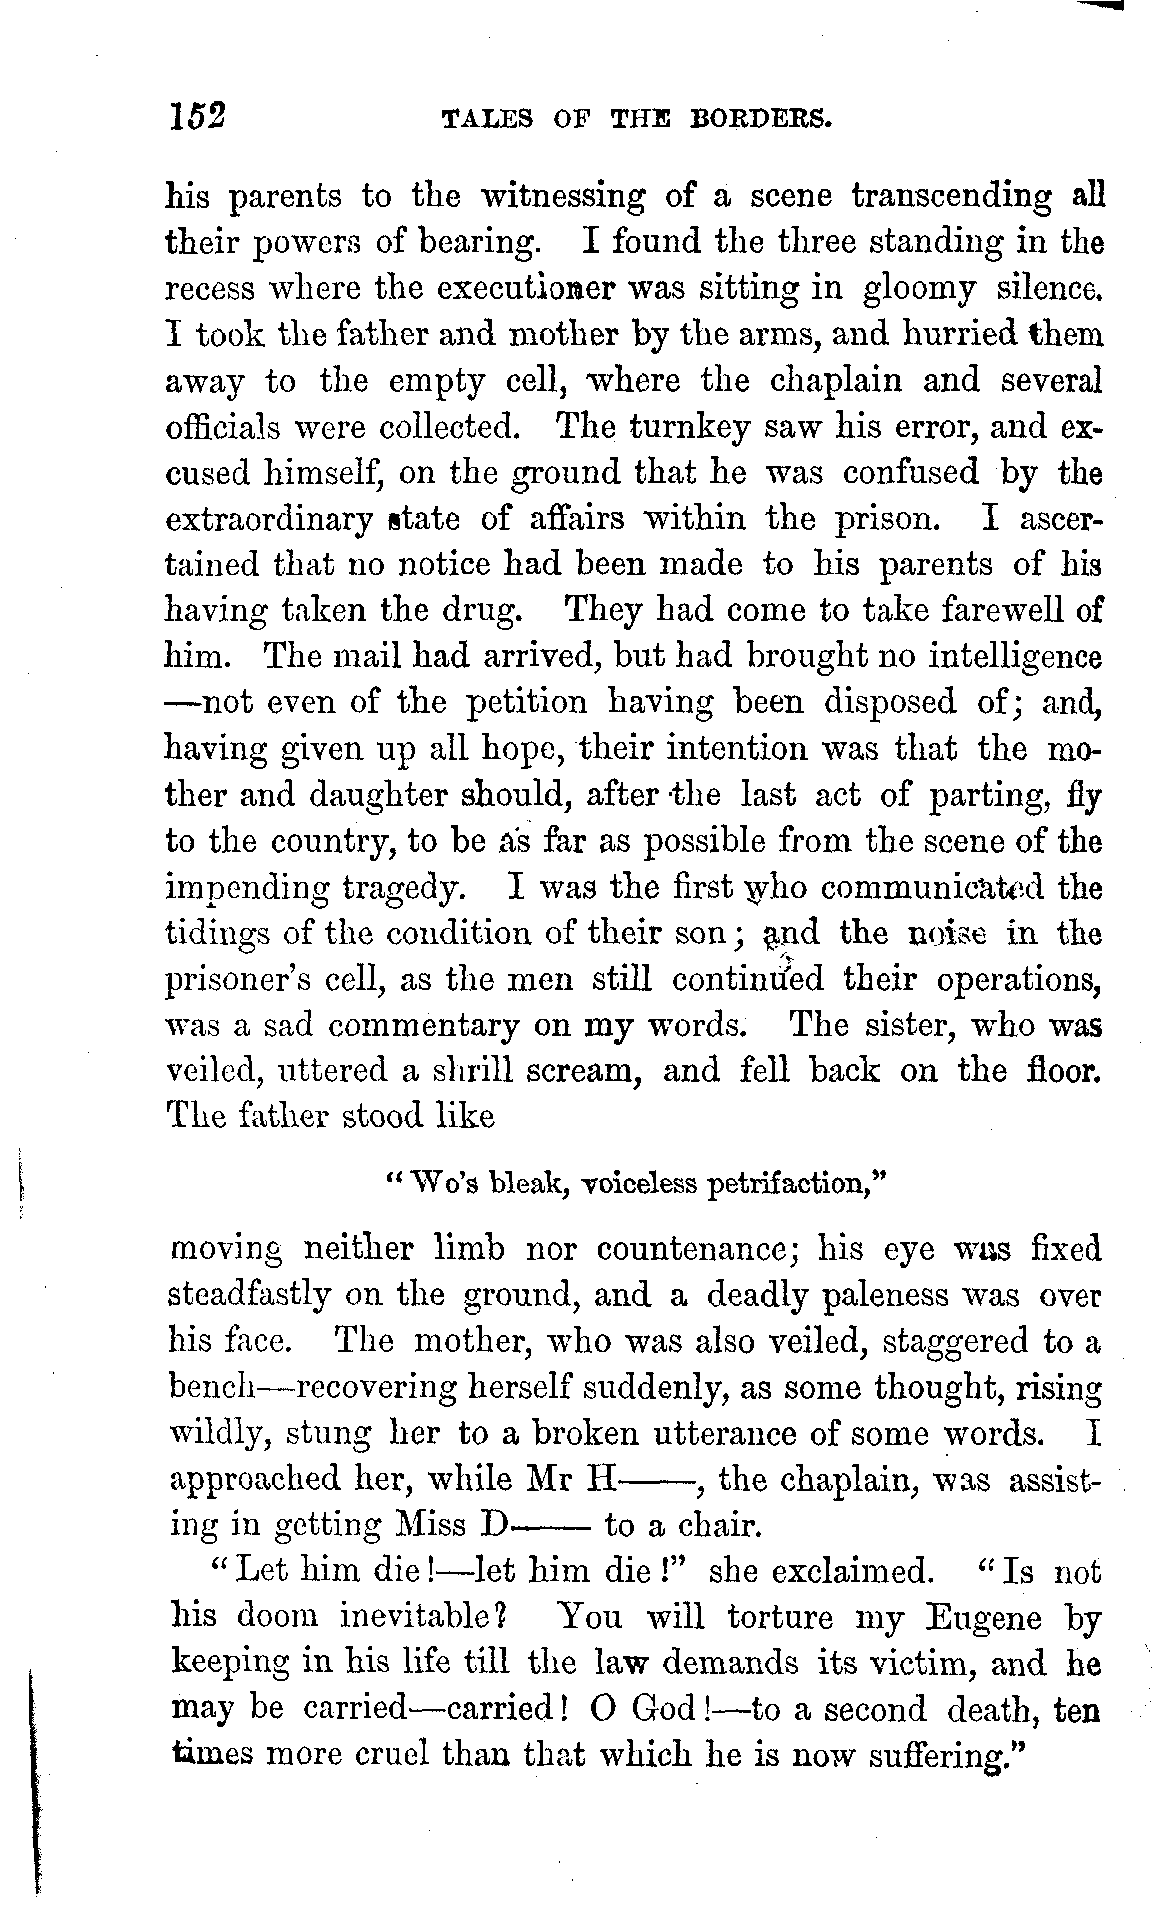 152 TALES OF THE BORDERS.
his parents to the witnessing of a scene transcending all
their powers of bearing. I found the three standing in the
recess where the executioner was sitting in gloomy silence.
I took the father and mother by the arms, and hurried them
away to the empty cell, where the chaplain and several
officials were collected. The turnkey saw his error, and ex-
cused himself, on the ground that he was confused by the
extraordinary state of affairs within the prison. I ascer-
tained that no notice had been made to his parents of his
having taken the drug. They had come to take farewell of
him. The mail had arrived, but had brought no intelligence
—not even of the petition having been disposed of; and,
having given up all hope, their intention was that the mo-
ther and daughter should, after the last act of parting, fly
to the country, to be as far as possible from the scene of the
impending tragedy. I was the first who communicated the
tidings of the condition of their son; and the noise in the
prisoner's cell, as the men still continued their operations,
was a sad commentary on my words. The sister, who was
veiled, uttered a shrill scream, and fell back on the floor.
The father stood like
"Wo's bleak, voiceless petrifaction,"
moving neither limb nor countenance; his eye was fixed
steadfastly on the ground, and a deadly paleness was over
his face. The mother, who was also veiled, staggered to a
bench—recovering herself suddenly, as some thought, rising
wildly, stung her to a broken utterance of some words. I
approached her, while Mr H——, the chaplain, was assist-
ing in getting Miss D—— to a chair.
"Let him die!—let him die!" she exclaimed. "Is not
his doom inevitable? You will torture my Eugene by
keeping in his life till the law demands its victim, and he
may be carried—carried! O God!—to a second death, ten
times more cruel than that which he is now suffering."